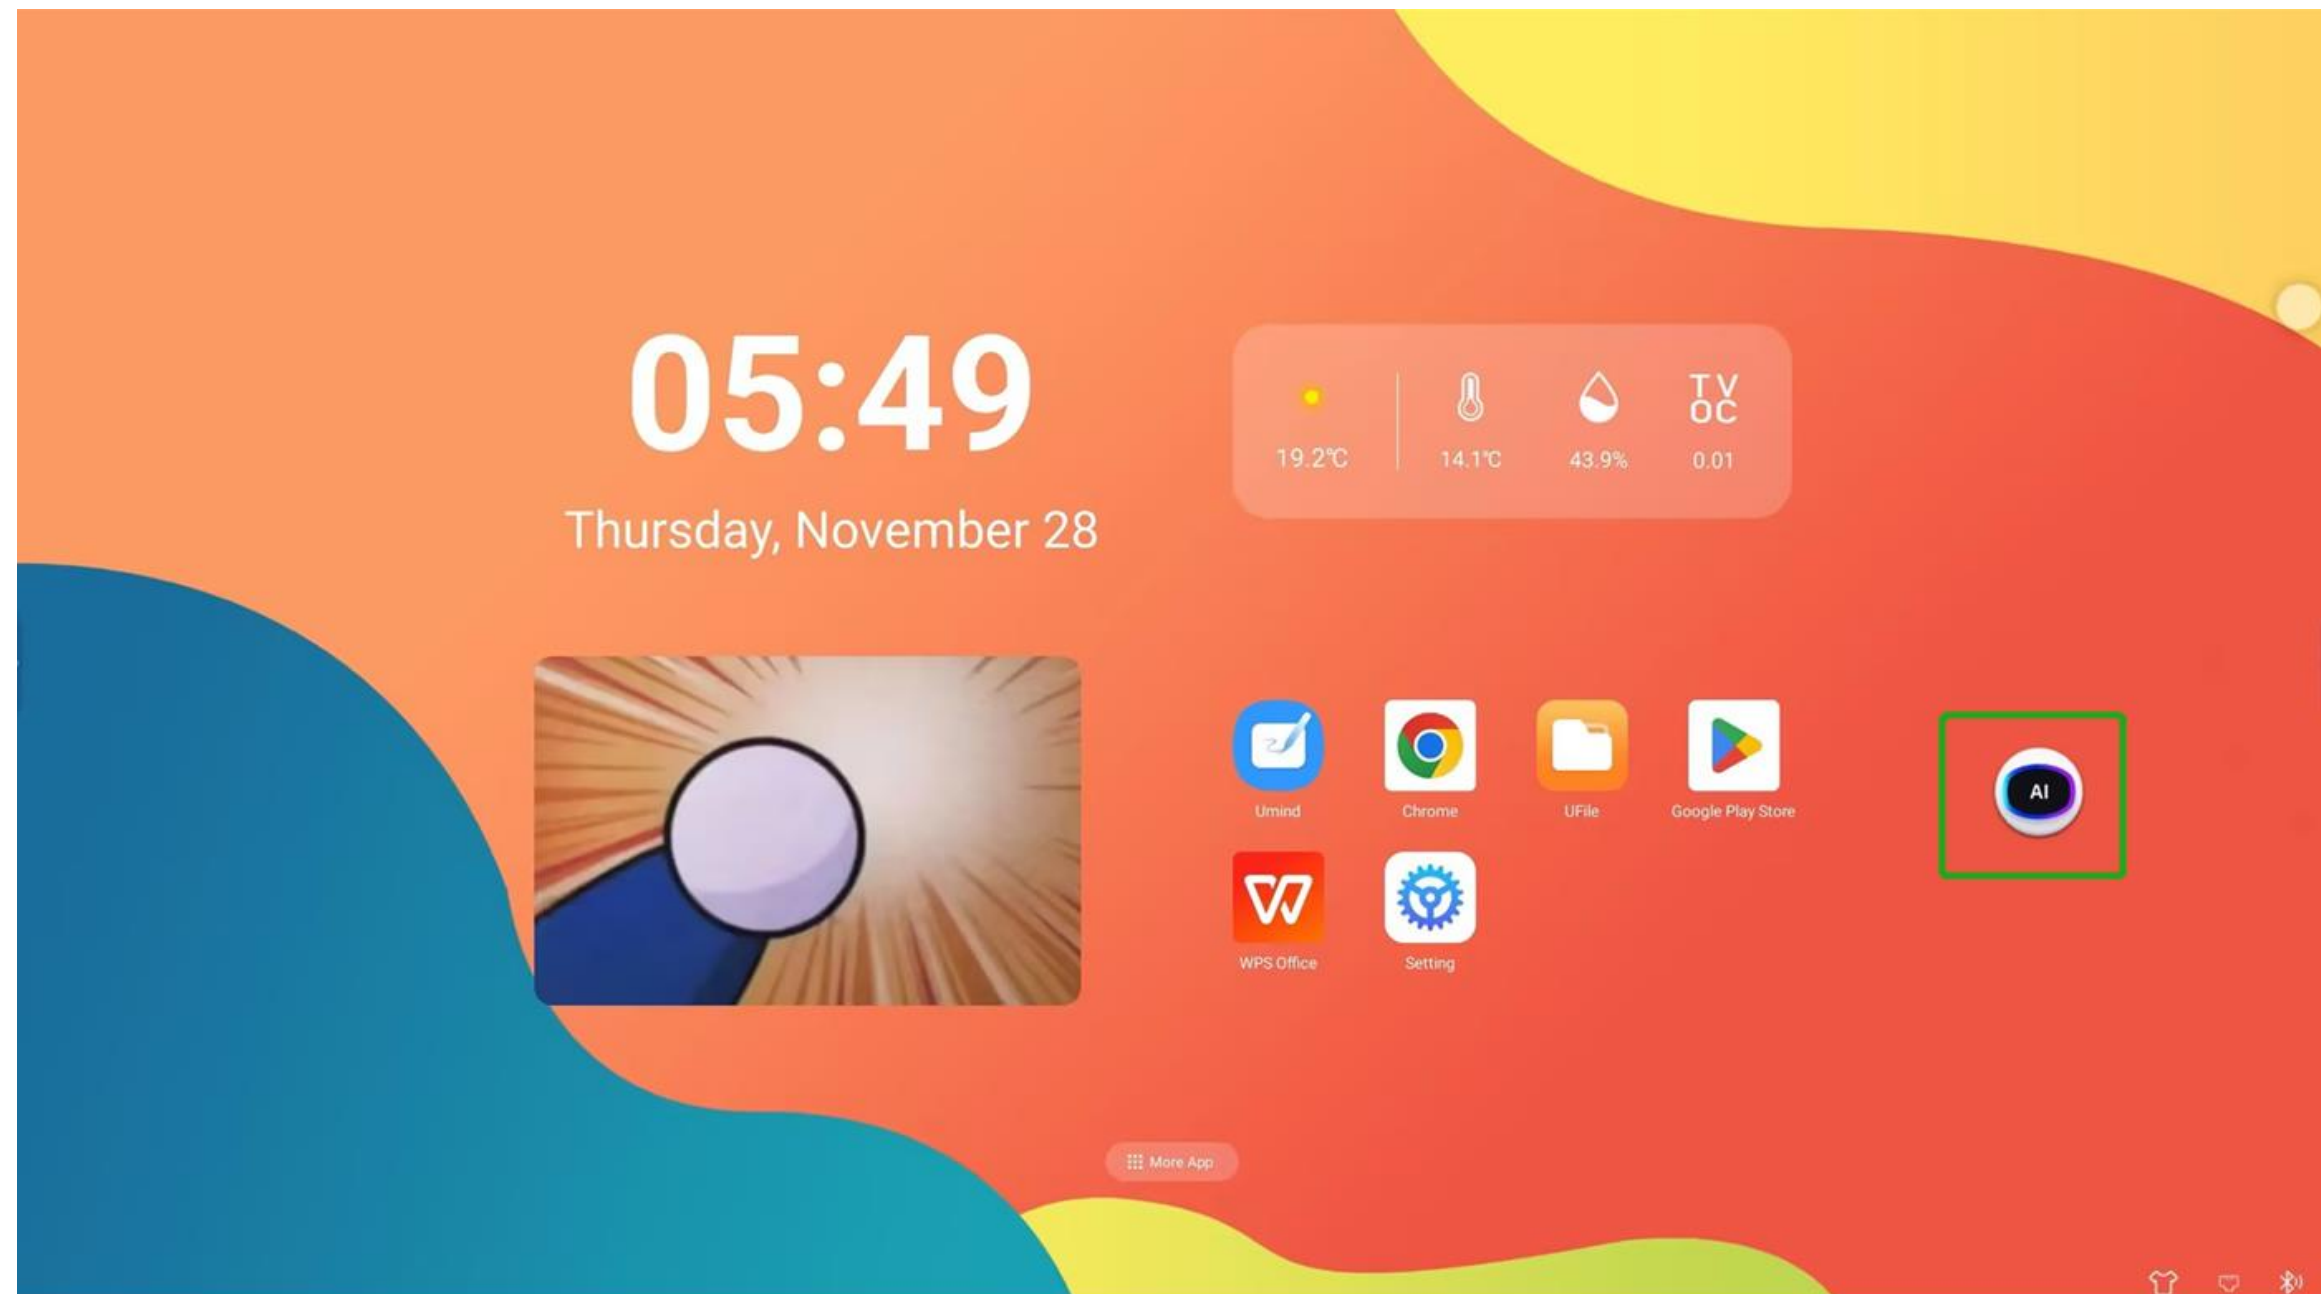 05:49
Thursday, November 28
TV
OC
19.2℃
14.1℃
43.9%
0.01
Umind
Chrome
UFile
Google Play Store
AI
WPS Office
Setting
More App